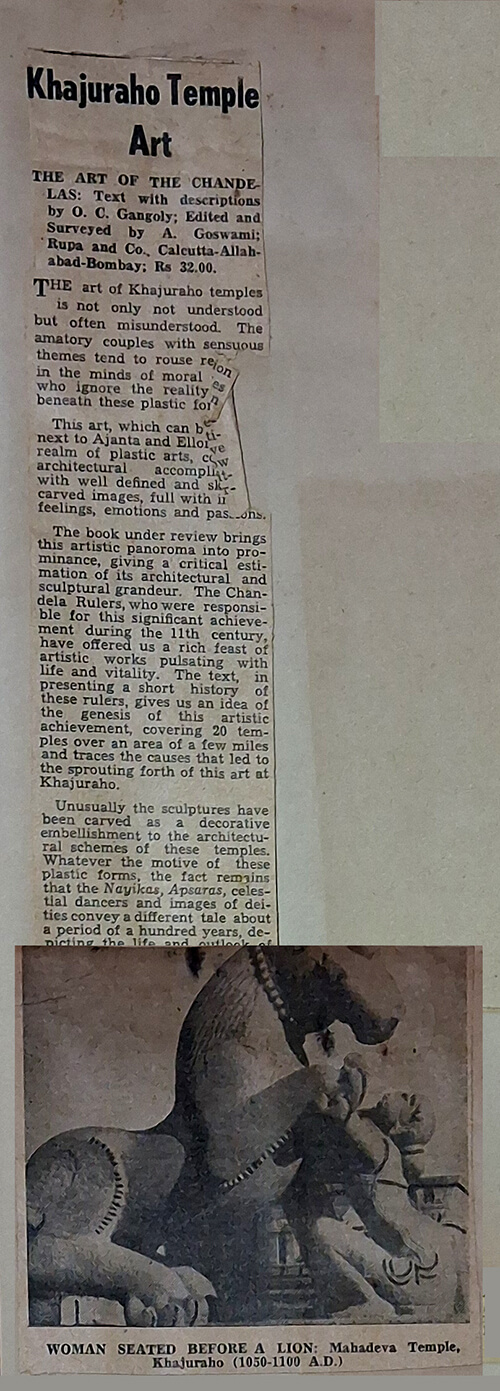 Khajuraho Temple
Art
THE ART OF THE CHANDE-
LAS: Text with descriptions
by O. C. Gangoly; Edited and
Surveyed by A. Goswami;
Rupa and Co., Calcutta-Allah-
abad-Bombay; Rs 32.00.
THE art of Khajuraho temples
is not only not understood
but often misunderstood. The
amatory couples with sensuous
themes tend to rouse
in the minds of moral
who ignore the reality
beneath these plastic
This art, which can
next to Ajanta and
realm of plastic arts,
architectural
with well defined and
carved images, full with
feelings, emotions and
The book under review brings
this artistic panoroma into pro-
minance, giving a critical esti-
mation of its architectural and
sculptural grandeur. The Chan-
dela Rulers, who were responsi-
ble for this significant achieve-
ment during the 11th century,
have offered us a rich feast of
artistic works pulsating with
life and vitality. The text, in
presenting a short history of
these rulers, gives us an idea of
the genesis of this artistic
achievement, covering 20 tem-
ples over an area of a few miles
and traces the causes that led to
the sprouting forth of this art at
Khajuraho.
Unusually the sculptures have
been carved as a decorative
embellishment to the architectu-
ral schemes of these temples.
Whatever the motive of these
plastic forms, the fact remains
that the Nayikas, Apsaras, celes-
tial dancers and images of dei-
ties convey a different tale about
a period of a hundred years, de-
picting the life and outlook of
WOMAN SEATED BEFORE A LION: Mahadeva Temple,
Khajuraho (1050-1100 A.D.)